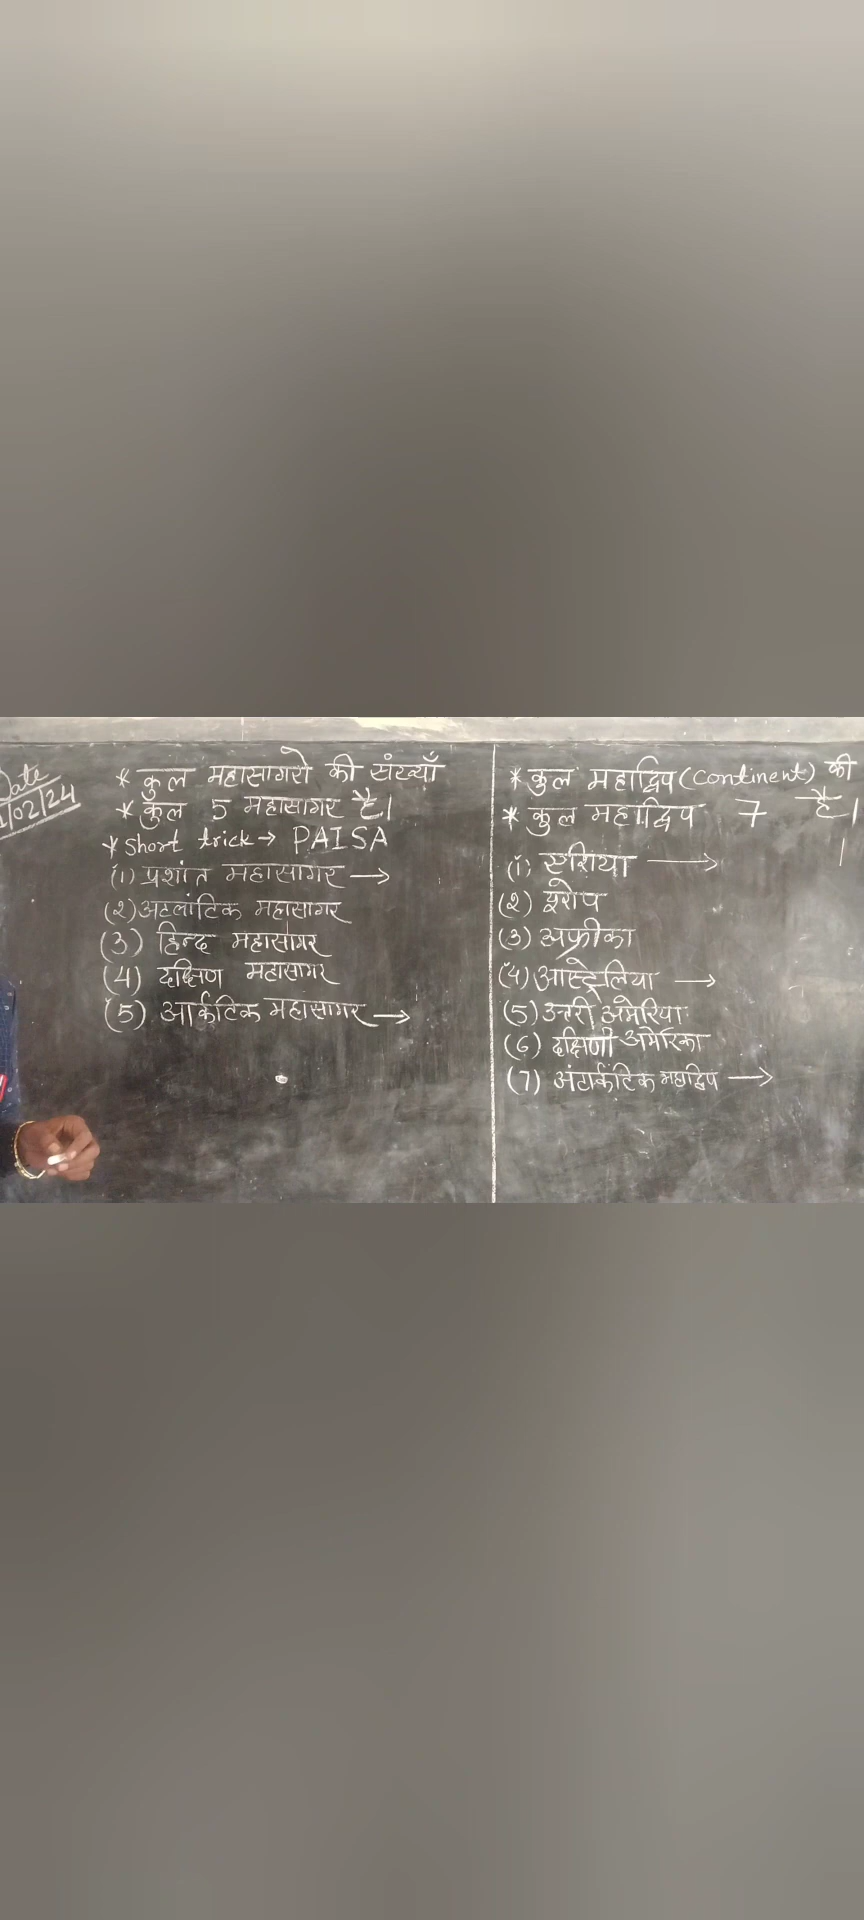 Date
/02/24
* कुल महासागरो की संख्याँ
* कुल 5 महासागर है।
* Short trick → PAISA
(1) प्रशांत महासागर →
(2) अटलांटिक महासागर
(3) हिन्द महासागर
(4) दक्षिण महासागर
(5) आर्कटिक महासागर →
* कुल महाद्विप (Continent) की
* कुल महाद्विप 7 है।
(1) एशिया →
(2) यूरोप
(3) अफ्रीका
(4) आस्ट्रेलिया →
(5) उत्तरी
(6) दक्षिणी अमेरिका
(7) अंटार्कटिक महाद्विप →